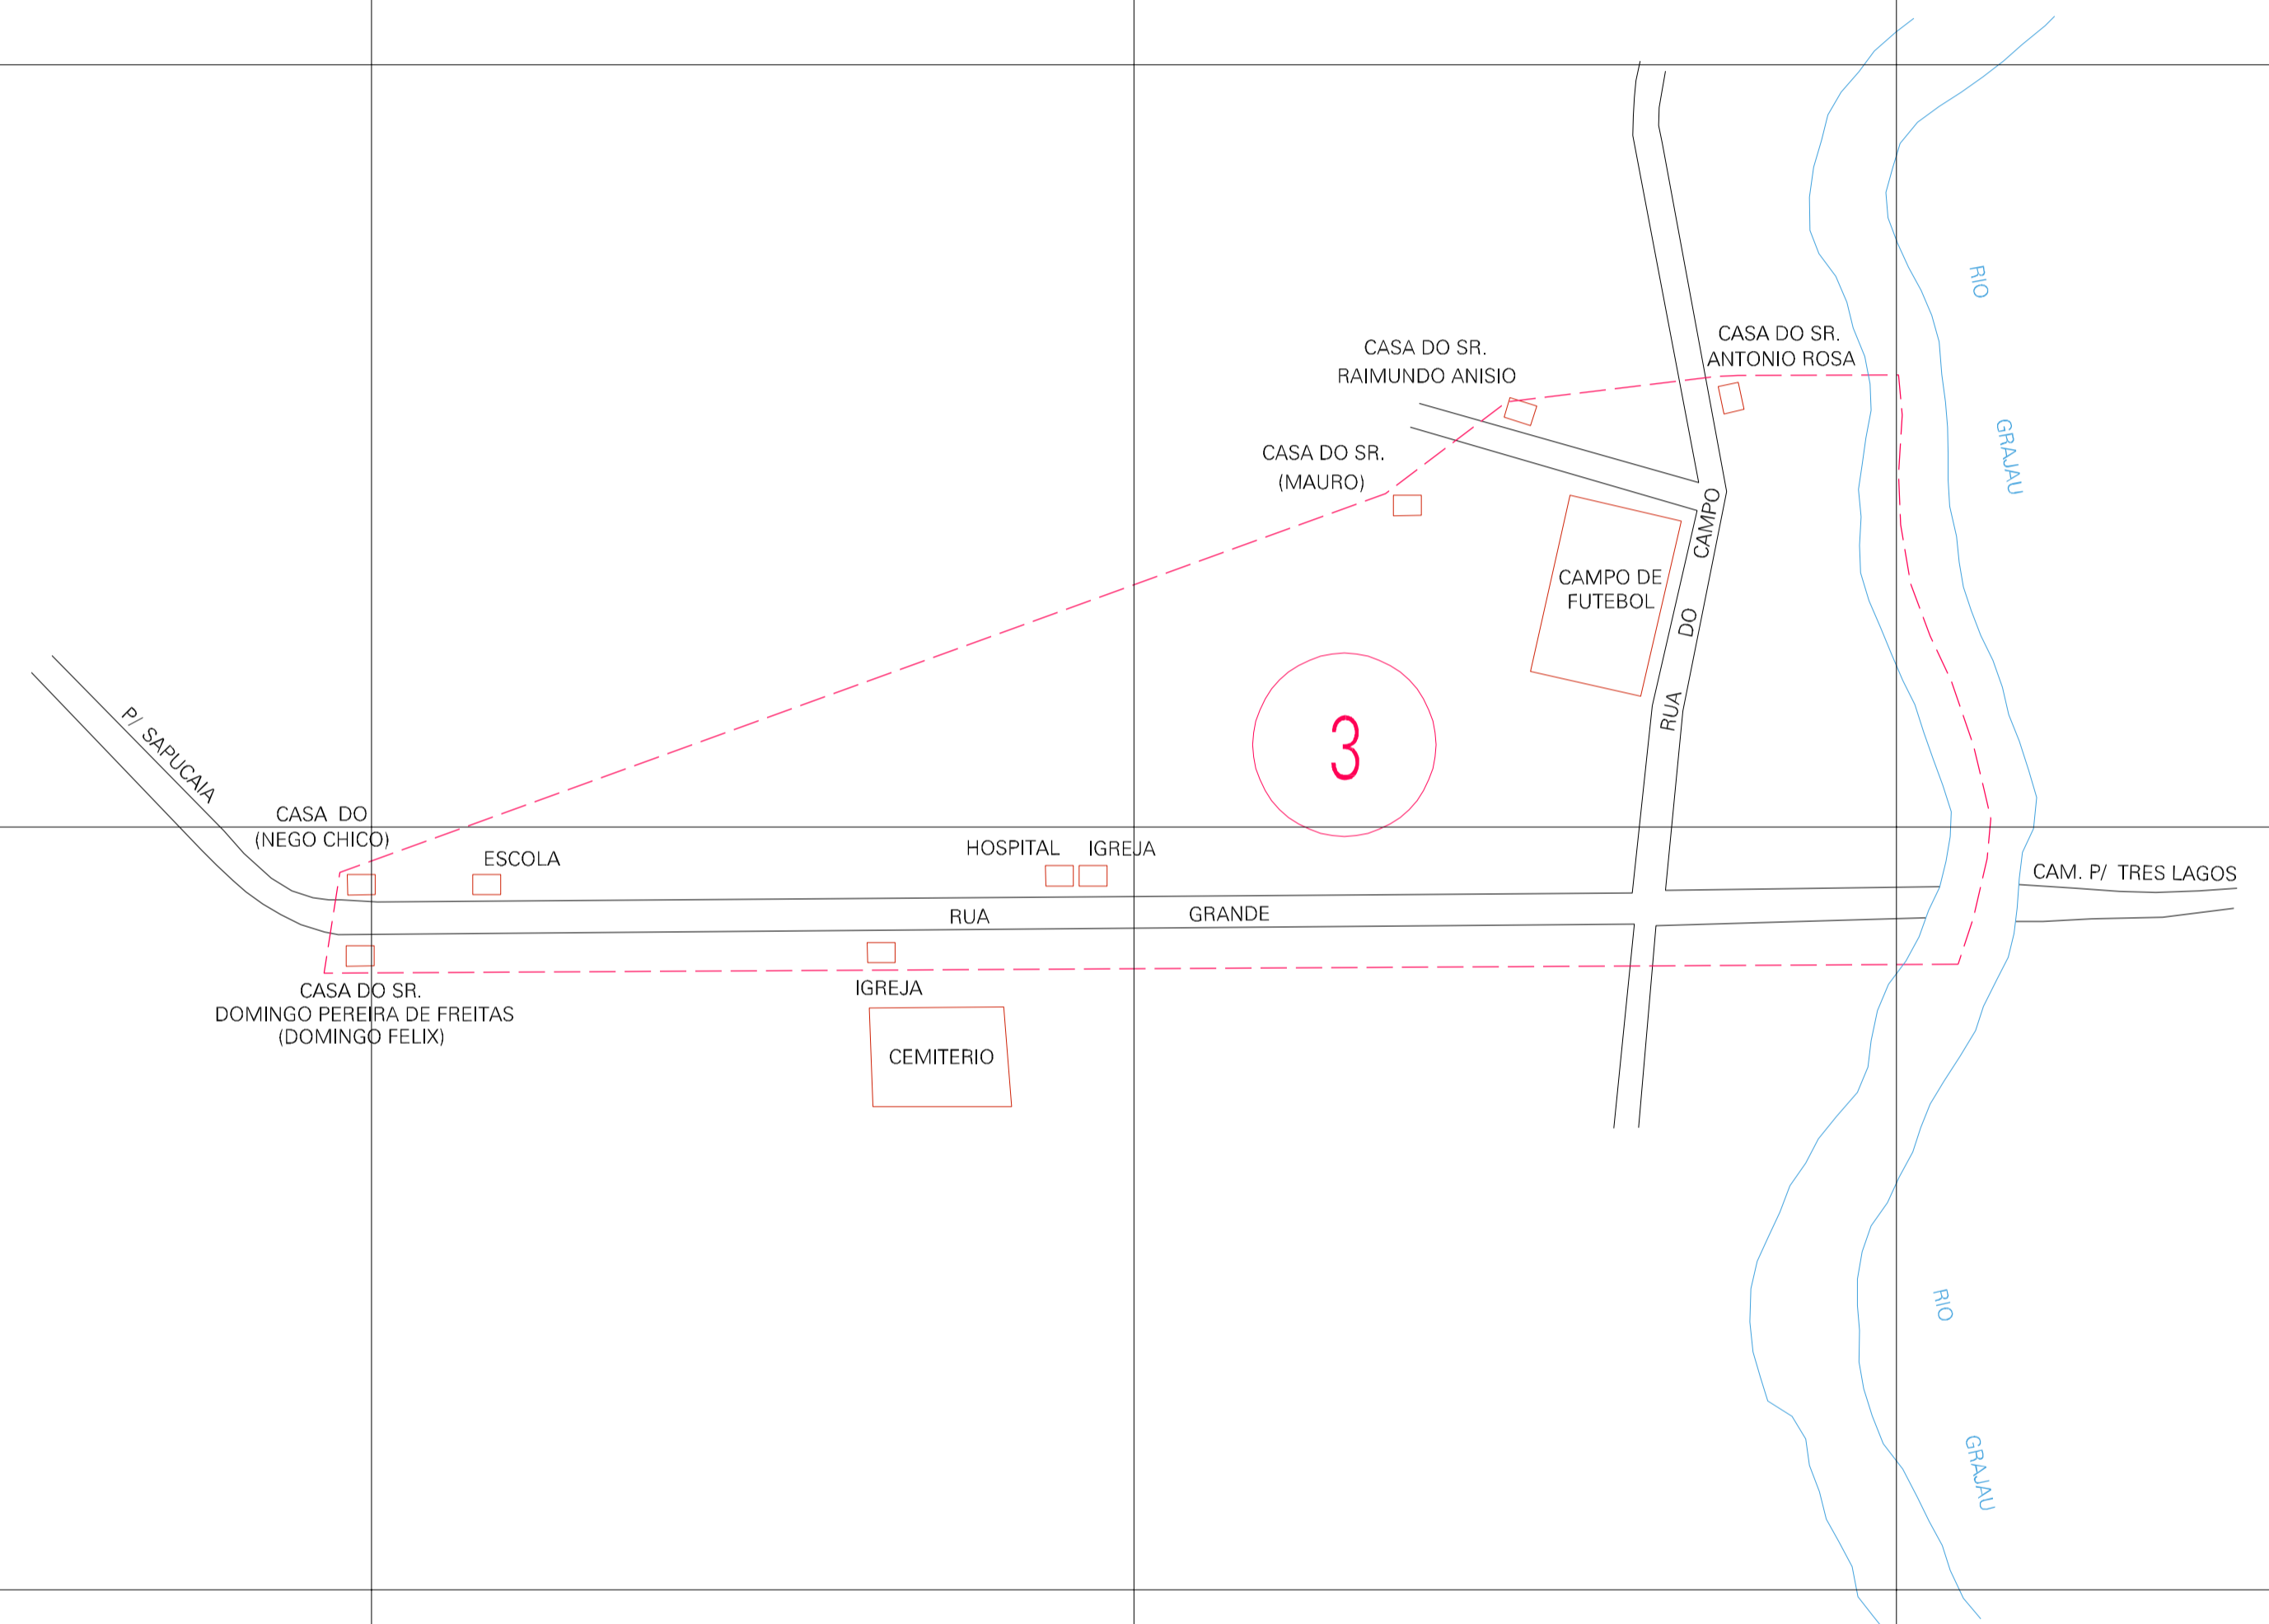 RIO
GRAJAU
CASA DO SR.
ANTONIO ROSA
CASA DO SR.
RAIMUNDO ANISIO
CASA DO SR.
(MAURO)
CAMPO DE
FUTEBOL
RUA DO CAMPO
3
P/ SAPUCAIA
CASA DO
(NEGO CHICO)
ESCOLA
HOSPITAL
IGREJA
CAM. P/ TRES LAGOS
RUA GRANDE
CASA DO SR.
DOMINGO PEREIRA DE FREITAS
(DOMINGO FELIX)
IGREJA
CEMITERIO
RIO
GRAJAU